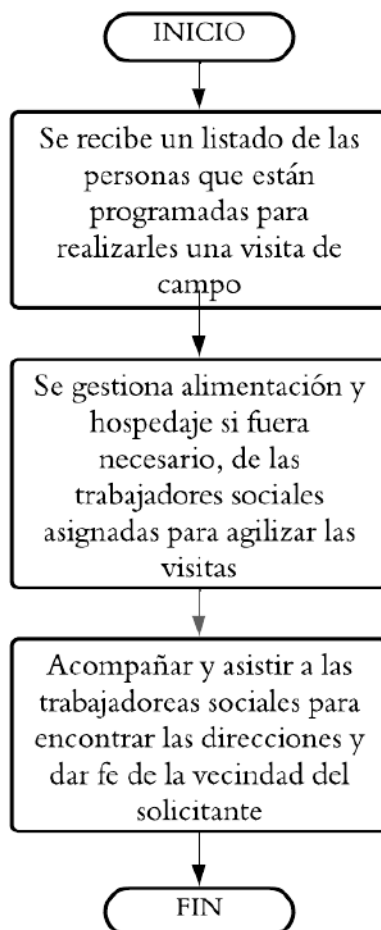 INICIO
Se recibe un listado de las
personas que están
programadas para
realizarles una visita de
campo
Se gestiona alimentación y
hospedaje si fuera
necesario, de las
trabajadores sociales
asignadas para agilizar las
visitas
Acompañar y asistir a las
trabajadoreas sociales para
encontrar las direcciones y
dar fe de la vecindad del
solicitante
FIN